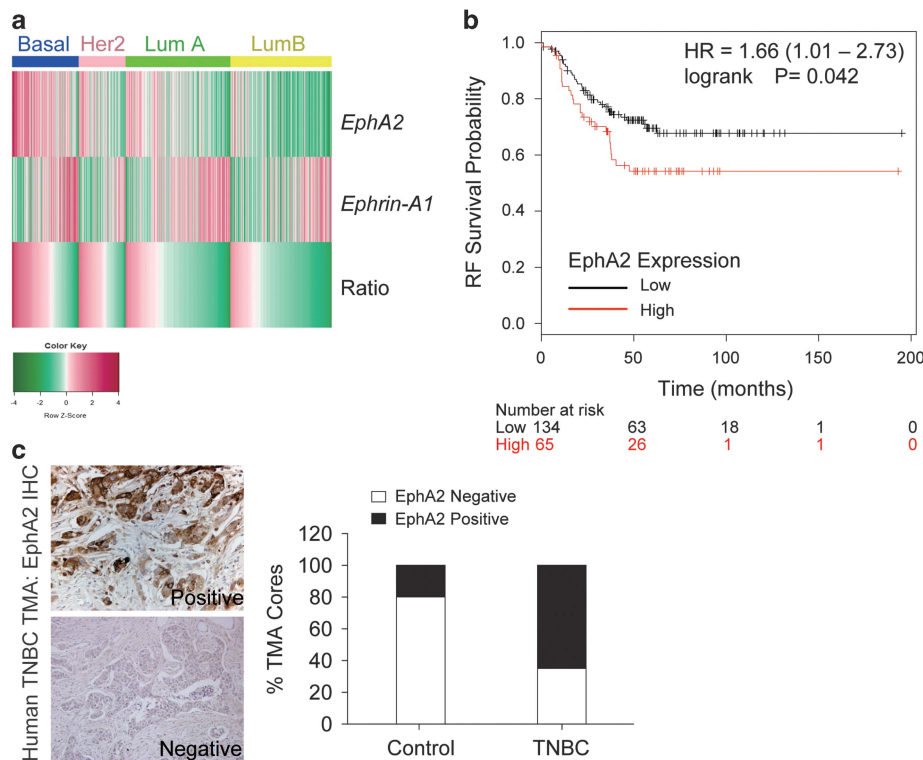 a
Basal Her2 Lum A LumB
EphA2
Ephrin-A1
Ratio
Color Key
-4 -2 0 2 4
Row Z-Score
b
HR = 1.66 (1.01 – 2.73)
logrank P= 0.042
RF Survival Probability
1.0
0.8
0.6
0.4
0.2
0.0
EphA2 Expression
Low
High
0 50 100 150 200
Time (months)
Number at risk
Low 134 63 18 1 0
High 65 26 1 1 0
c
Human TNBC TMA: EphA2 IHC
Positive
Negative
EphA2 Negative
EphA2 Positive
% TMA Cores
120
100
80
60
40
20
0
Control TNBC